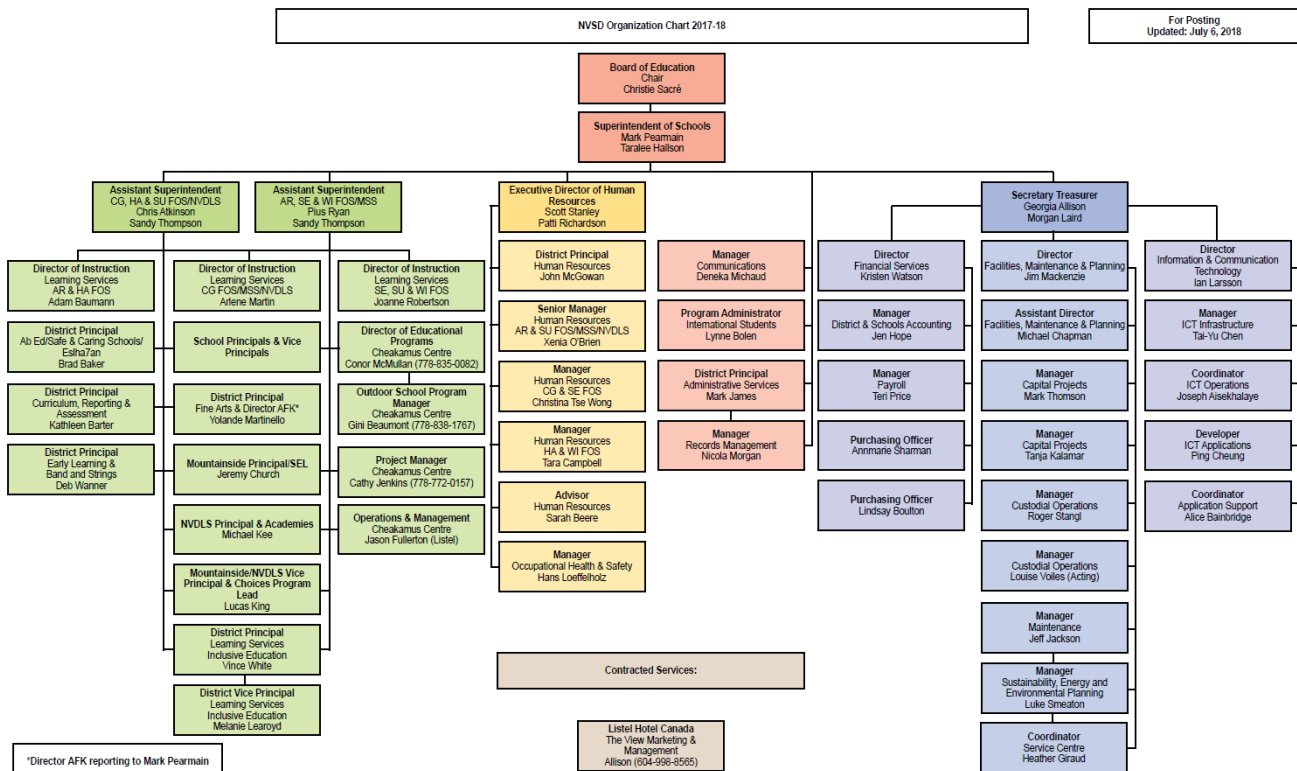 NVSD Organization Chart 2017-18
For Posting
Updated: July 6, 2018
Board of Education
Chair
Christie Sacré
Superintendent of Schools
Mark Pearmain
Taralee Hallson
Assistant Superintendent
CG, HA & SU FOS/NVDLS
Chris Atkinson
Sandy Thompson
Assistant Superintendent
AR, SE & WI FOS/MSS
Pius Ryan
Sandy Thompson
Executive Director of Human
Resources
Scott Stanley
Patti Richardson
Secretary Treasurer
Georgia Allison
Morgan Laird
Director of Instruction
Learning Services
AR & HA FOS
Adam Baumann
District Principal
Ab Ed/Safe & Caring Schools/
Eslha7an
Brad Baker
District Principal
Curriculum, Reporting &
Assessment
Kathleen Barter
District Principal
Early Learning &
Band and Strings
Deb Wanner
Director of Instruction
Learning Services
CG FOS/MSS/NVDLS
Arlene Martin
School Principals & Vice
Principals
District Principal
Fine Arts & Director AFK*
Yolande Martinello
Mountainside Principal/SEL
Jeremy Church
NVDLS Principal & Academies
Michael Kee
Mountainside/NVDLS Vice
Principal & Choices Program
Lead
Lucas King
District Principal
Learning Services
Inclusive Education
Vince White
District Vice Principal
Learning Services
Inclusive Education
Melanie Learoyd
Director of Instruction
Learning Services
SE, SU & WI FOS
Joanne Robertson
Director of Educational
Programs
Cheakamus Centre
Conor McMullan (778-835-0082)
Outdoor School Program
Manager
Cheakamus Centre
Gini Beaumont (778-838-1767)
Project Manager
Cheakamus Centre
Cathy Jenkins (778-772-0157)
Operations & Management
Cheakamus Centre
Jason Fullerton (Listel)
District Principal
Human Resources
John McGowan
Senior Manager
Human Resources
AR & SU FOS/MSS/NVDLS
Xenia O'Brien
Manager
Human Resources
CG & SE FOS
Christina Tse Wong
Manager
Human Resources
HA & WI FOS
Tara Campbell
Advisor
Human Resources
Sarah Beere
Manager
Occupational Health & Safety
Hans Loeffelholz
Manager
Communications
Deneka Michaud
Program Administrator
International Students
Lynne Bolen
District Principal
Administrative Services
Mark James
Manager
Records Management
Nicola Morgan
Director
Financial Services
Kristen Watson
Manager
District & Schools Accounting
Jen Hope
Manager
Payroll
Teri Price
Purchasing Officer
Annmarie Sharman
Purchasing Officer
Lindsay Boulton
Director
Facilities, Maintenance & Planning
Jim Mackenzie
Assistant Director
Facilities, Maintenance & Planning
Michael Chapman
Manager
Capital Projects
Mark Thomson
Manager
Capital Projects
Tanja Kalamar
Manager
Custodial Operations
Roger Stangl
Manager
Custodial Operations
Louise Voiles (Acting)
Manager
Maintenance
Jeff Jackson
Manager
Sustainability, Energy and
Environmental Planning
Luke Smeaton
Coordinator
Service Centre
Heather Giraud
Director
Information & Communication
Technology
Ian Larsson
Manager
ICT Infrastructure
Tai-Yu Chen
Coordinator
ICT Operations
Joseph Aisekhalaye
Developer
ICT Applications
Ping Cheung
Coordinator
Application Support
Alice Bainbridge
Contracted Services:
Listel Hotel Canada
The View Marketing &
Management
Allison (604-998-8565)
*Director AFK reporting to Mark Pearmain